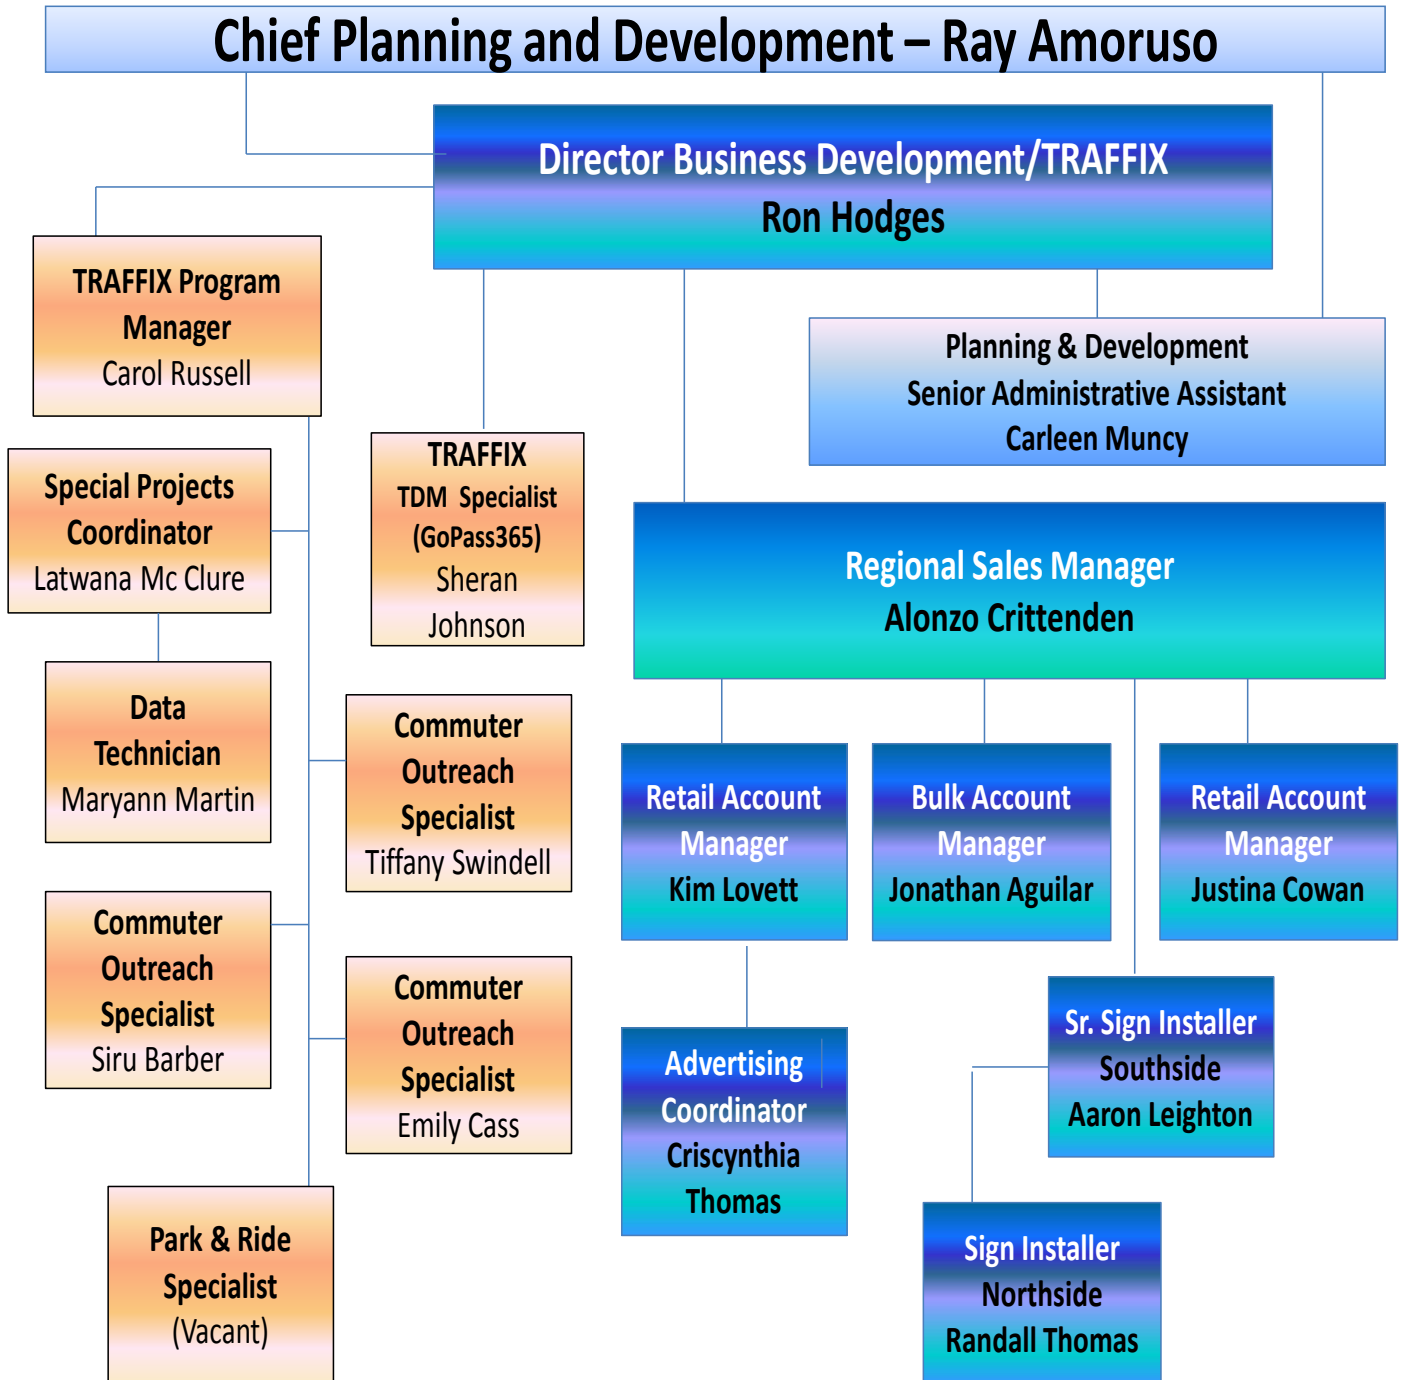 Chief Planning and Development – Ray Amoruso
Director Business Development/TRAFFIX
Ron Hodges
TRAFFIX Program
Manager
Carol Russell
Planning & Development
Senior Administrative Assistant
Carleen Muncy
TRAFFIX
TDM Specialist
(GoPass365)
Sheran
Johnson
Special Projects
Coordinator
Latwana Mc Clure
Regional Sales Manager
Alonzo Crittenden
Data
Technician
Maryann Martin
Commuter
Outreach
Specialist
Tiffany Swindell
Retail Account
Manager
Kim Lovett
Bulk Account
Manager
Jonathan Aguilar
Retail Account
Manager
Justina Cowan
Commuter
Outreach
Specialist
Siru Barber
Commuter
Outreach
Specialist
Emily Cass
Advertising
Coordinator
Criscynthia
Thomas
Sr. Sign Installer
Southside
Aaron Leighton
Park & Ride
Specialist
(Vacant)
Sign Installer
Northside
Randall Thomas